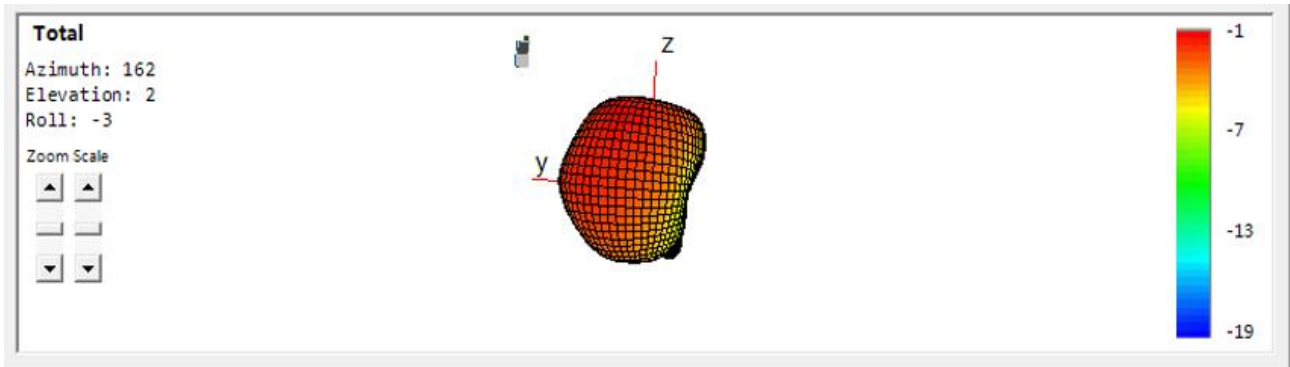 Total
Azimuth: 162
Elevation: 2
Roll: -3
Zoom Scale
z
y
-1
-7
-13
-19